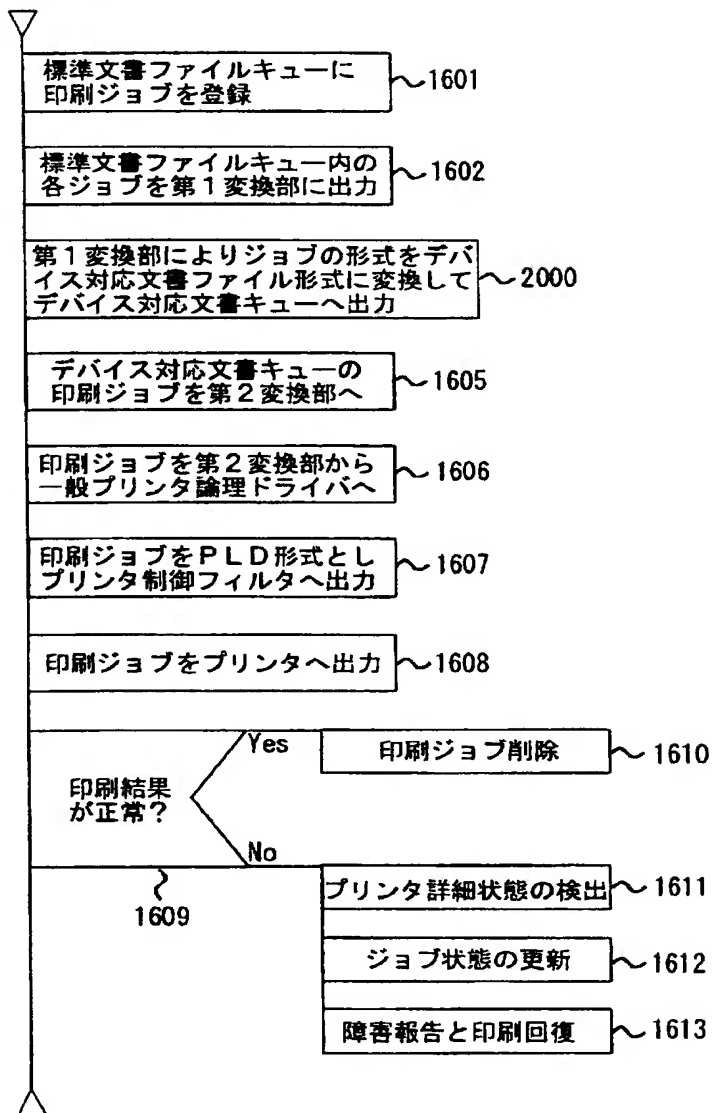 標準文書ファイルキューに
印刷ジョブを登録
1601
標準文書ファイルキュー内の
各ジョブを第1変換部に出力
1602
第1変換部によりジョブの形式をデバ
イス対応文書ファイル形式に変換して
デバイス対応文書キューへ出力
2000
デバイス対応文書キューの
印刷ジョブを第2変換部へ
1605
印刷ジョブを第2変換部から
一般プリンタ論理ドライバへ
1606
印刷ジョブをPLD形式とし
プリンタ制御フィルタへ出力
1607
印刷ジョブをプリンタへ出力
1608
印刷結果
が正常?
1609
Yes
印刷ジョブ削除
1610
No
プリンタ詳細状態の検出
1611
ジョブ状態の更新
1612
障害報告と印刷回復
1613